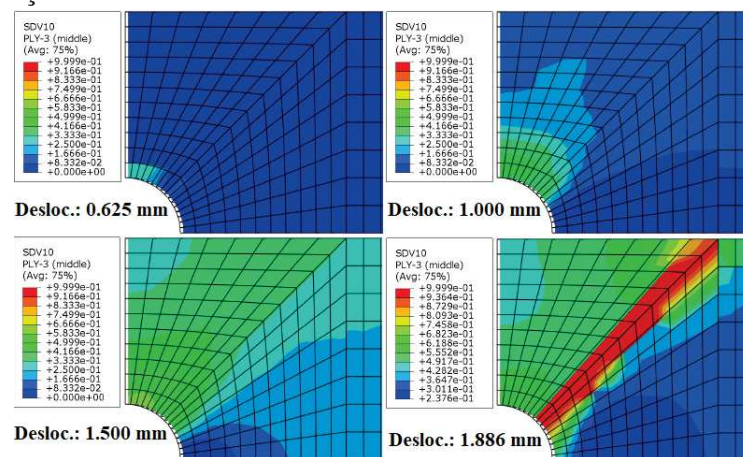 SDV10
PLY-3 (middle)
(Avg: 75%)
+9.999e-01
+9.166e-01
+8.333e-01
+7.499e-01
+6.666e-01
+5.833e-01
+4.999e-01
+4.166e-01
+3.333e-01
+2.500e-01
+1.666e-01
+8.332e-02
+0.000e+00
Desloc.: 0.625 mm
SDV10
PLY-3 (middle)
(Avg: 75%)
+9.999e-01
+9.166e-01
+8.333e-01
+7.499e-01
+6.666e-01
+5.833e-01
+4.999e-01
+4.166e-01
+3.333e-01
+2.500e-01
+1.666e-01
+8.332e-02
+0.000e+00
Desloc.: 1.000 mm
SDV10
PLY-3 (middle)
(Avg: 75%)
+9.999e-01
+9.166e-01
+8.333e-01
+7.499e-01
+6.666e-01
+5.833e-01
+4.999e-01
+4.166e-01
+3.333e-01
+2.500e-01
+1.666e-01
+8.332e-02
+0.000e+00
Desloc.: 1.500 mm
SDV10
PLY-3 (middle)
(Avg: 75%)
+9.999e-01
+9.364e-01
+8.729e-01
+8.093e-01
+7.458e-01
+6.823e-01
+6.188e-01
+5.552e-01
+4.917e-01
+4.282e-01
+3.647e-01
+3.011e-01
+2.376e-01
Desloc.: 1.886 mm